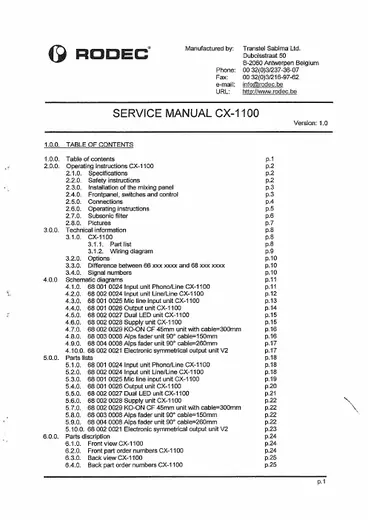 RODEC
Manufactured by: Transtel Sabima Ltd.
Duboisstraat 50
B-2060 Antwerpen Belgium
Phone: 00 32(0)3/237-36-07
Fax: 00 32(0)3/216-97-62
e-mail: info@rodec.be
URL: http://www.rodec.be
SERVICE MANUAL CX-1100
Version: 1.0
1.0.0. TABLE OF CONTENTS
1.0.0. Table of contents p.1
2.0.0. Operating instructions CX-1100 p.2
2.1.0. Specifications p.2
2.2.0. Safety instructions p.2
2.3.0. Installation of the mixing panel p.3
2.4.0. Frontpanel, switches and control p.3
2.5.0. Connections p.4
2.6.0. Operating instructions p.5
2.7.0. Subsonic filter p.6
2.8.0. Pictures p.7
3.0.0. Technical information p.8
3.1.0. CX-1100 p.8
3.1.1. Part list p.8
3.1.2. Wiring diagram p.9
3.2.0. Options p.10
3.3.0. Difference between 66 xxx xxxx and 68 xxx xxxx p.10
3.4.0. Signal numbers p.10
4.0.0 Schematic diagrams p.11
4.1.0. 68 001 0024 Input unit Phono/Line CX-1100 p.11
4.2.0. 68 002 0024 Input unit Line/Line CX-1100 p.12
4.3.0. 68 001 0025 Mic line input unit CX-1100 p.13
4.4.0. 68 001 0026 Output unit CX-1100 p.14
4.5.0. 68 002 0027 Dual LED unit CX-1100 p.15
4.6.0. 68 002 0028 Supply unit CX-1100 p.15
4.7.0. 68 002 0029 KO-ON CF 45mm unit with cable=300mm p.16
4.8.0. 68 003 0008 Alps fader unit 90° cable=150mm p.16
4.9.0. 68 004 0008 Alps fader unit 90° cable=260mm p.17
4.10.0. 68 002 0021 Electronic symmetrical output unit V2 p.17
5.0.0. Parts lists p.18
5.1.0. 68 001 0024 Input unit Phono/Line CX-1100 p.18
5.2.0. 68 002 0024 Input unit Line/Line CX-1100 p.18
5.3.0. 68 001 0025 Mic line input unit CX-1100 p.19
5.4.0. 68 001 0026 Output unit CX-1100 p.20
5.5.0. 68 002 0027 Dual LED unit CX-1100 p.21
5.6.0. 68 002 0028 Supply unit CX-1100 p.22
5.7.0. 68 002 0029 KO-ON CF 45mm unit with cable=300mm p.22
5.8.0. 68 003 0008 Alps fader unit 90° cable=150mm p.22
5.9.0. 68 004 0008 Alps fader unit 90° cable=260mm p.22
5.10.0. 68 002 0021 Electronic symmetrical output unit V2 p.23
6.0.0. Parts discription p.24
6.1.0. Front view CX-1100 p.24
6.2.0. Front part order numbers CX-1100 p.24
6.3.0. Back view CX-1100 p.25
6.4.0. Back part order numbers CX-1100 p.25
p.1